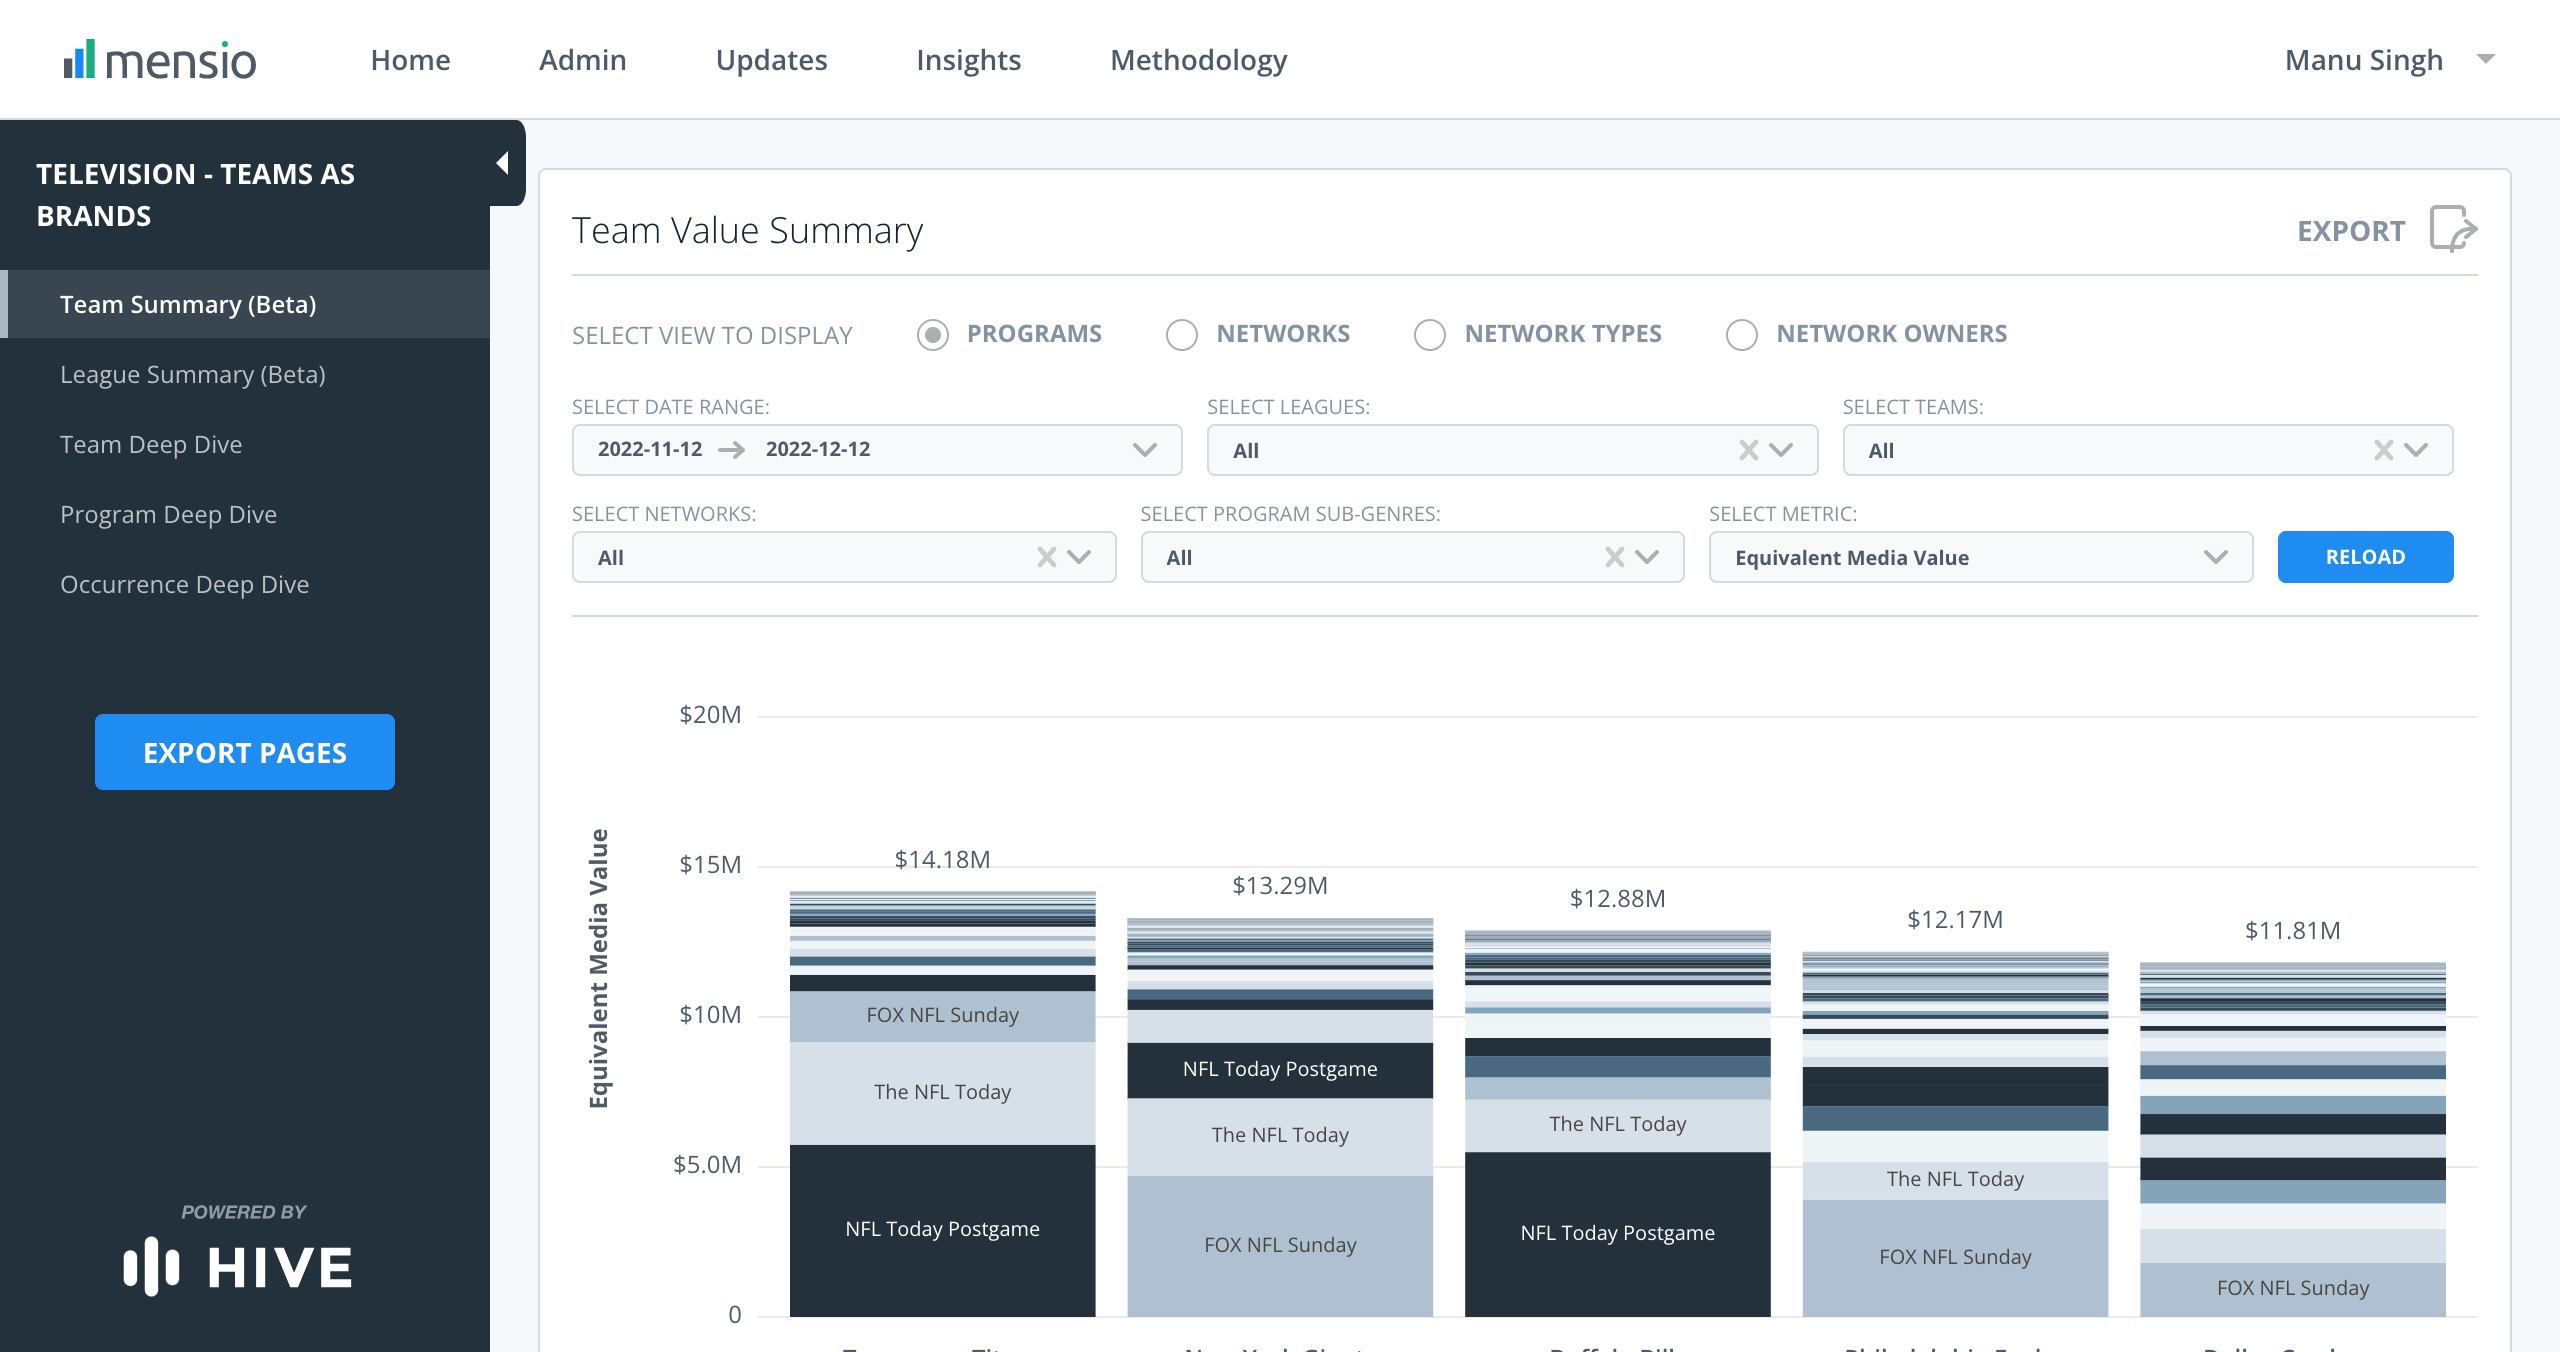 mensio
Home Admin Updates Insights Methodology Manu Singh
TELEVISION - TEAMS AS
BRANDS
Team Summary (Beta)
League Summary (Beta)
Team Deep Dive
Program Deep Dive
Occurrence Deep Dive
EXPORT PAGES
POWERED BY
HIVE
Team Value Summary
EXPORT
SELECT VIEW TO DISPLAY PROGRAMS NETWORKS NETWORK TYPES NETWORK OWNERS
SELECT DATE RANGE: SELECT LEAGUES: SELECT TEAMS:
2022-11-12 → 2022-12-12 All All
SELECT NETWORKS: SELECT PROGRAM SUB-GENRES: SELECT METRIC:
All All Equivalent Media Value RELOAD
Equivalent Media Value
$20M
$15M
$10M
$5.0M
0
$14.18M
FOX NFL Sunday
The NFL Today
NFL Today Postgame
$13.29M
NFL Today Postgame
The NFL Today
FOX NFL Sunday
$12.88M
The NFL Today
NFL Today Postgame
$12.17M
The NFL Today
FOX NFL Sunday
$11.81M
FOX NFL Sunday